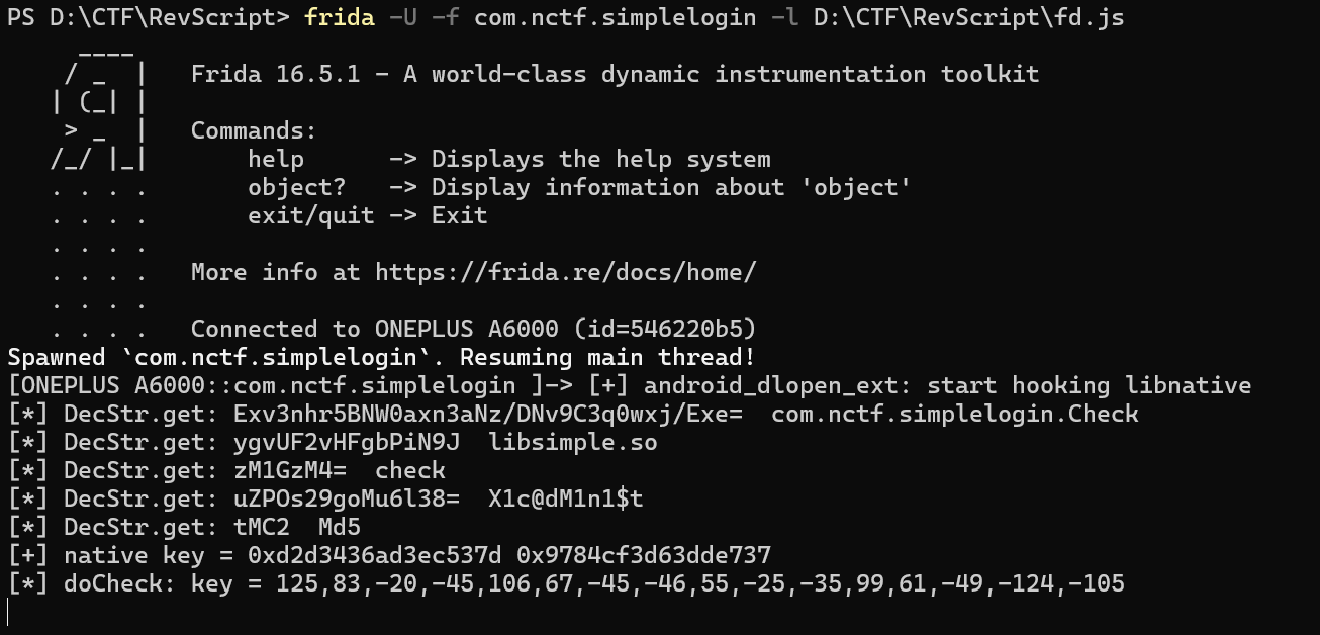 PS D:\CTF\RevScript> frida -U -f com.nctf.simplelogin -l D:\CTF\RevScript\fd.js
     ____
    / _  |   Frida 16.5.1 - A world-class dynamic instrumentation toolkit
   | (_| |
    > _  |   Commands:
   /_/ |_|       help      -> Displays the help system
   . . . .       object?   -> Display information about 'object'
   . . . .       exit/quit -> Exit
   . . . .
   . . . .   More info at https://frida.re/docs/home/
   . . . .
   . . . .   Connected to ONEPLUS A6000 (id=546220b5)
Spawned `com.nctf.simplelogin`. Resuming main thread!
[ONEPLUS A6000::com.nctf.simplelogin ]-> [+] android_dlopen_ext: start hooking libnative
[*] DecStr.get: Exv3nhr5BNW0axn3aNz/DNv9C3q0wxj/Exe=  com.nctf.simplelogin.Check
[*] DecStr.get: ygvUF2vHFgbPiN9J  libsimple.so
[*] DecStr.get: zM1GzM4=  check
[*] DecStr.get: uZPOs29goMu6l38=  X1c@dM1n1$t
[*] DecStr.get: tMC2  Md5
[+] native key = 0xd2d3436ad3ec537d 0x9784cf3d63dde737
[*] doCheck: key = 125,83,-20,-45,106,67,-45,-46,55,-25,-35,99,61,-49,-124,-105